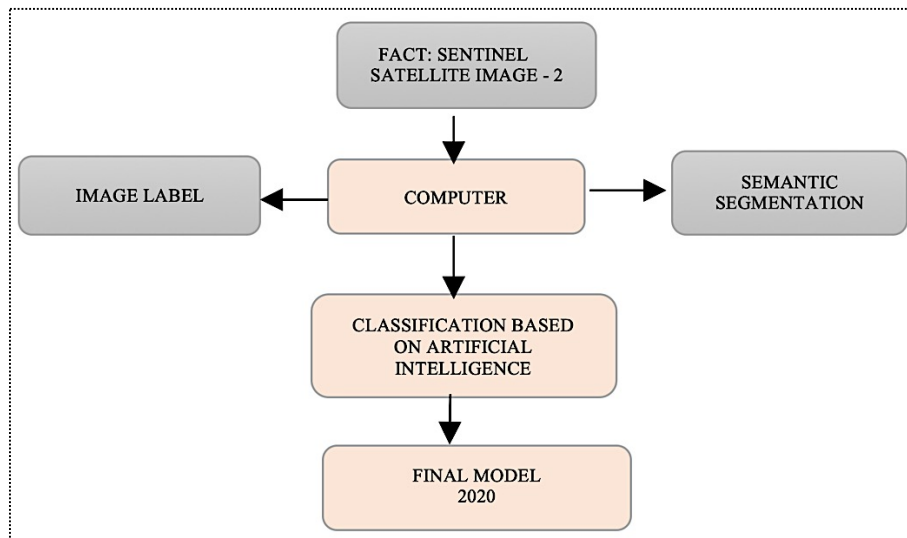 FACT: SENTINEL
SATELLITE IMAGE - 2
IMAGE LABEL
COMPUTER
SEMANTIC
SEGMENTATION
CLASSIFICATION BASED
ON ARTIFICIAL
INTELLIGENCE
FINAL MODEL
2020